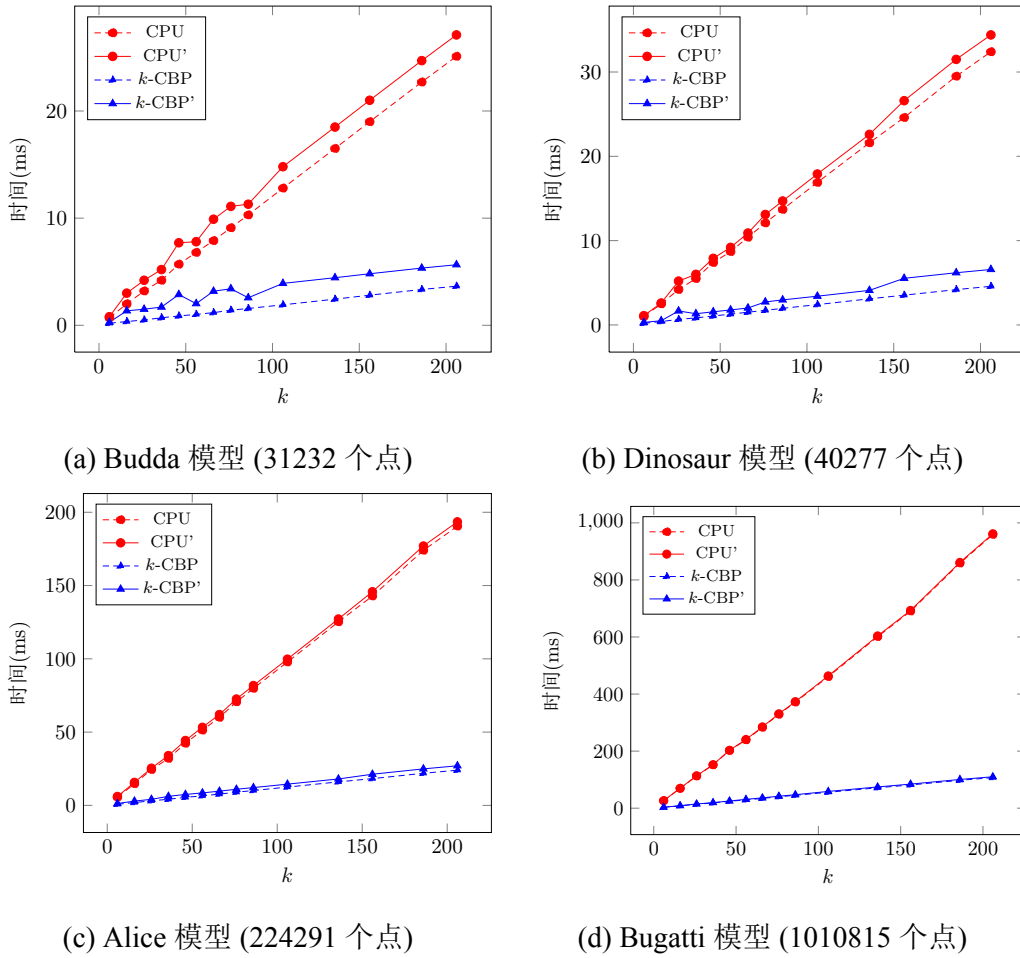 CPU
CPU'
k-CBP
k-CBP'
20
10
0
时间(ms)
0 50 100 150 200
k
(a) Budda 模型 (31232 个点)
CPU
CPU'
k-CBP
k-CBP'
30
20
10
0
时间(ms)
0 50 100 150 200
k
(b) Dinosaur 模型 (40277 个点)
CPU
CPU'
k-CBP
k-CBP'
200
150
100
50
0
时间(ms)
0 50 100 150 200
k
(c) Alice 模型 (224291 个点)
CPU
CPU'
k-CBP
k-CBP'
1,000
800
600
400
200
0
时间(ms)
0 50 100 150 200
k
(d) Bugatti 模型 (1010815 个点)